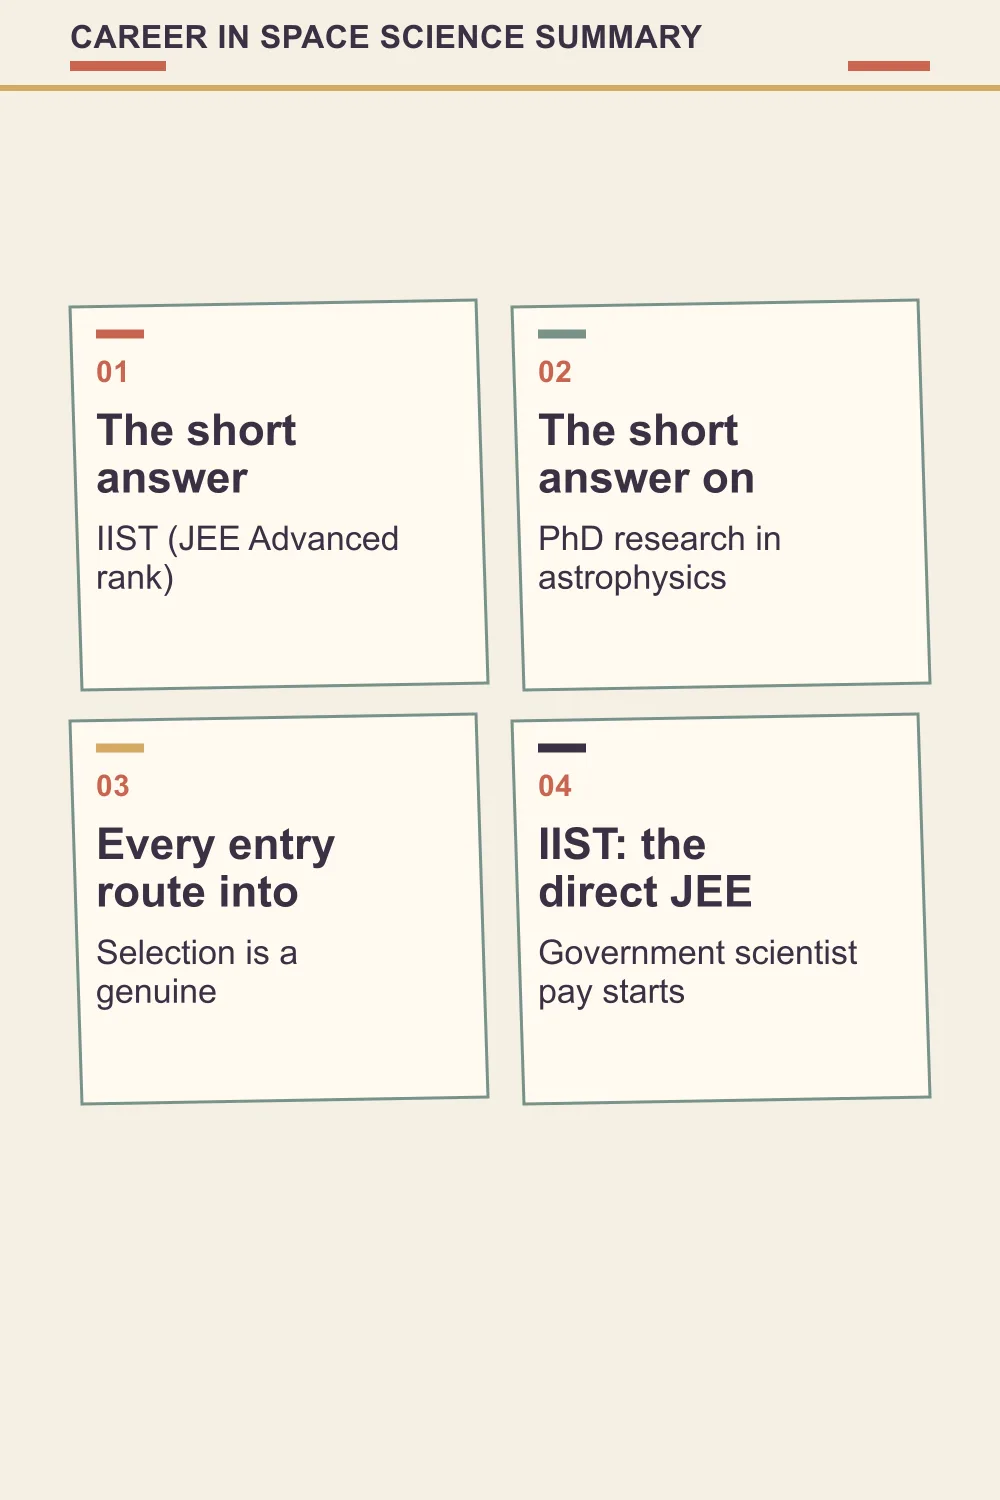 CAREER IN SPACE SCIENCE SUMMARY
01
The short
answer
IIST (JEE Advanced
rank)
02
The short
answer on
PhD research in
astrophysics
03
Every entry
route into
Selection is a
genuine
04
IIST: the
direct JEE
Government scientist
pay starts